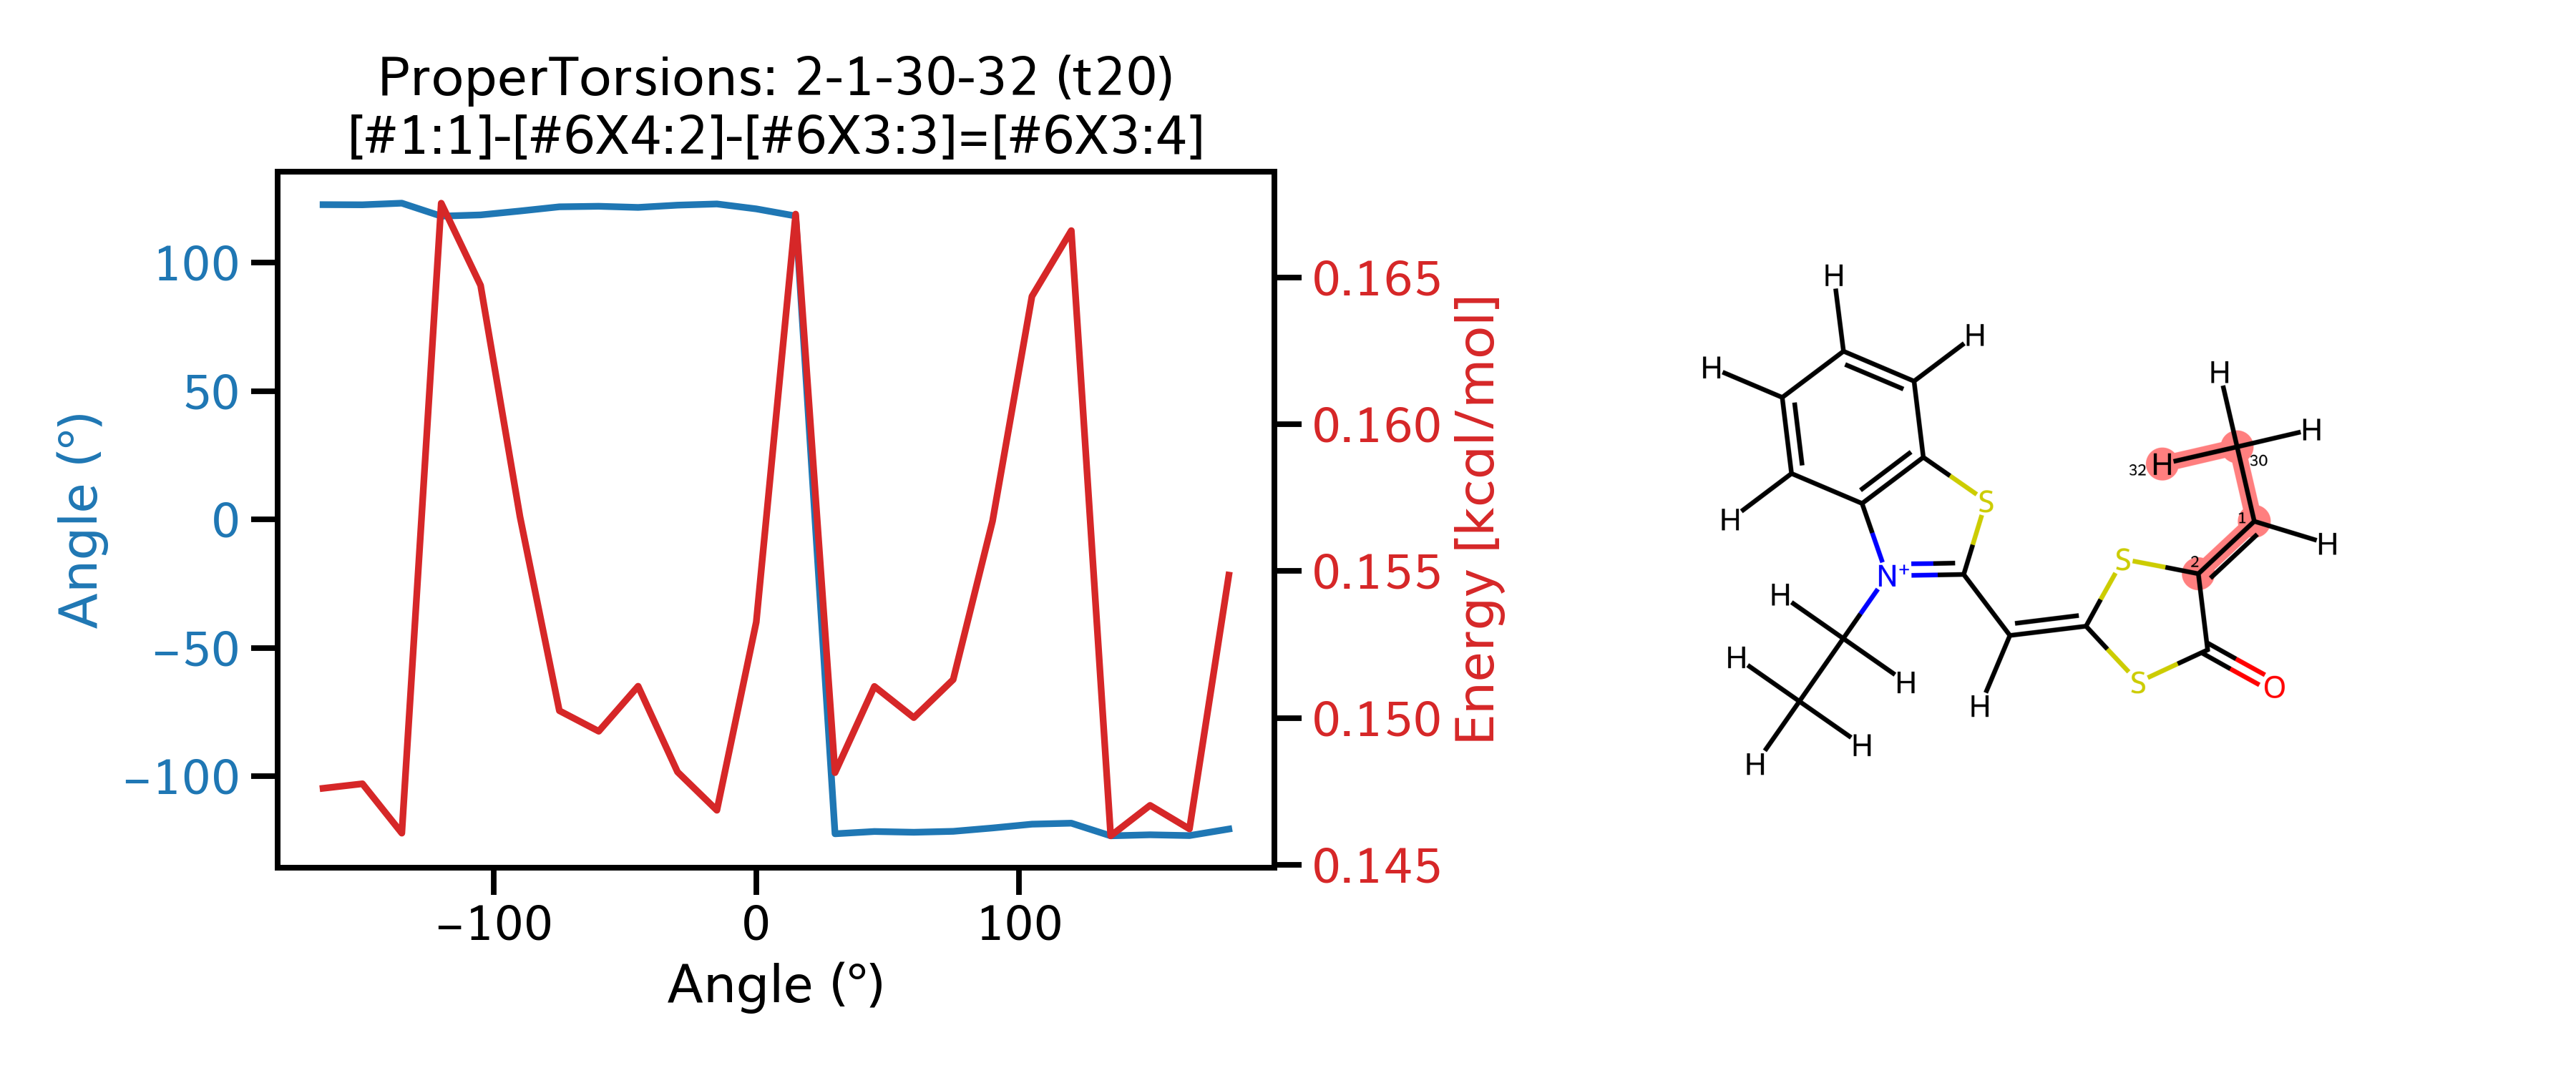 ProperTorsions: 2-1-30-32 (t20)
[#1:1]-[#6X4:2]-[#6X3:3]=[#6X3:4]
100
50
0
−50
−100
Angle (°)
−100
0
100
Angle (°)
0.165
0.160
0.155
0.150
0.145
Energy [kcal/mol]
H
H
H
H
H
H
32 H
30
S
1
H
S
2
N+
H
H
H
S
O
H
H
H